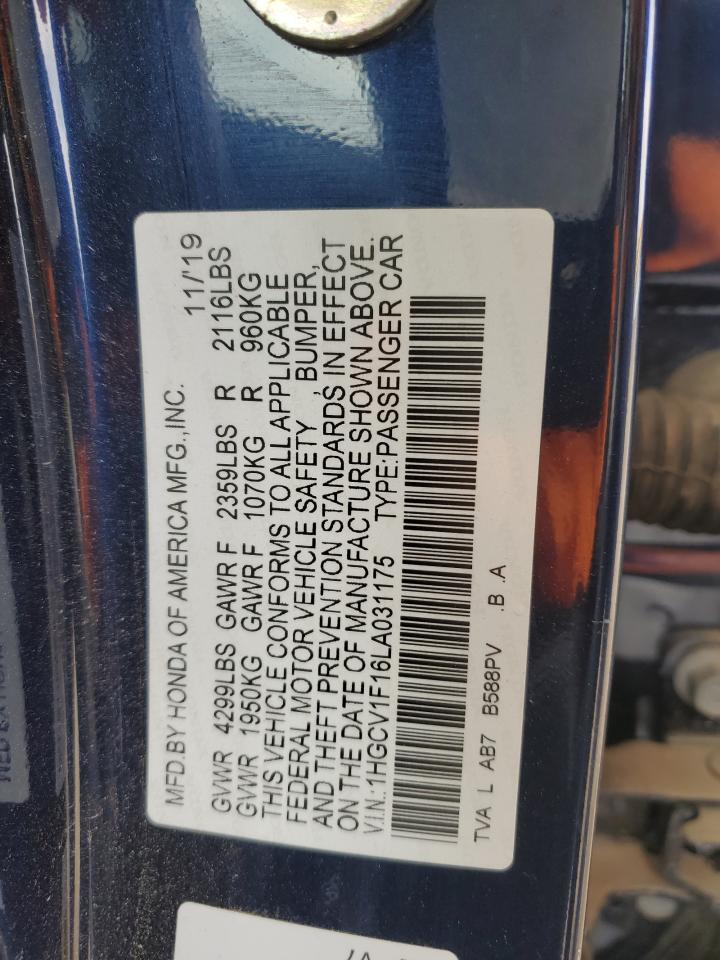 MFD.BY HONDA OF AMERICA MFG.,INC. 11/'19
GVWR 4299LBS GAWR F 2359LBS R 2116LBS
GVWR 1950KG GAWR F 1070KG R 960KG
THIS VEHICLE CONFORMS TO ALL APPLICABLE
FEDERAL MOTOR VEHICLE SAFETY , BUMPER,
AND THEFT PREVENTION STANDARDS IN EFFECT
ON THE DATE OF MANUFACTURE SHOWN ABOVE.
V.I.N.:1HGCV1F16LA031175 TYPE:PASSENGER CAR
TVA L AB7 B588PV .B .A